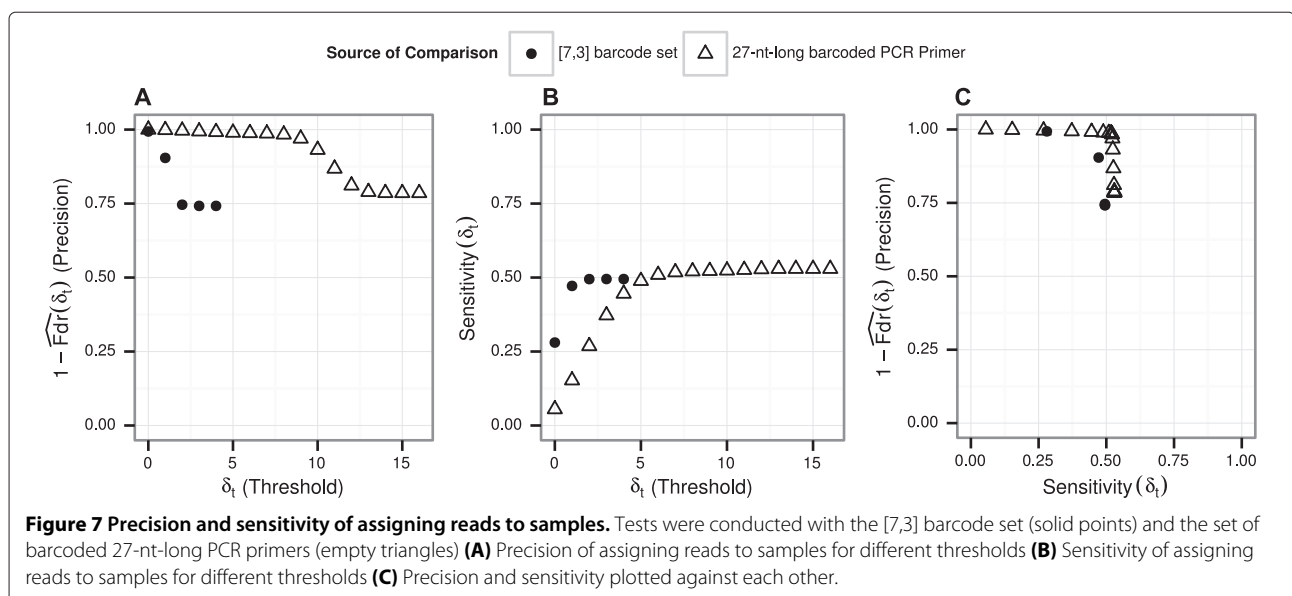 Source of Comparison [7,3] barcode set 27-nt-long barcoded PCR Primer
A
1.00
0.75
0.50
0.25
0.00
1 − F̂dr(δt) (Precision)
0 5 10 15
δt (Threshold)
B
1.00
0.75
0.50
0.25
0.00
Sensitivity (δt)
0 5 10 15
δt (Threshold)
C
1.00
0.75
0.50
0.25
0.00
1 − F̂dr(δt) (Precision)
0.00 0.25 0.50 0.75 1.00
Sensitivity (δt)
Figure 7 Precision and sensitivity of assigning reads to samples. Tests were conducted with the [7,3] barcode set (solid points) and the set of
barcoded 27-nt-long PCR primers (empty triangles) (A) Precision of assigning reads to samples for different thresholds (B) Sensitivity of assigning
reads to samples for different thresholds (C) Precision and sensitivity plotted against each other.